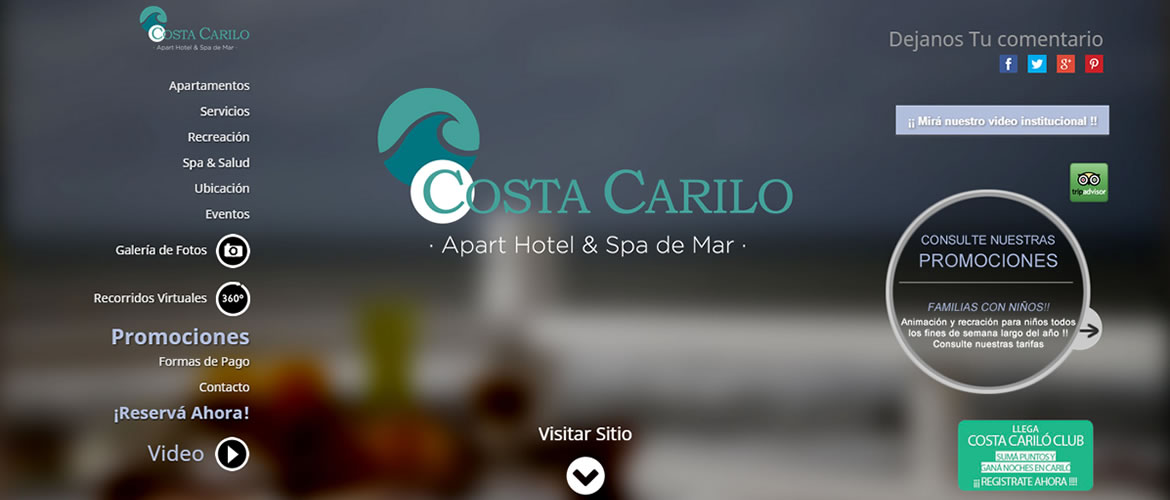 COSTA CARILO
· Apart Hotel & Spa de Mar ·
Apartamentos
Servicios
Recreación
Spa & Salud
Ubicación
Eventos
Galería de Fotos
Recorridos Virtuales 360º
Promociones
Formas de Pago
Contacto
¡Reservá Ahora!
Video
COSTA CARILO
· Apart Hotel & Spa de Mar ·
Visitar Sitio
Dejanos Tu comentario
f g+
¡¡ Mirá nuestro video institucional !!
tripadvisor
CONSULTE NUESTRAS
PROMOCIONES
FAMILIAS CON NIÑOS!!
Animación y recración para niños todos
los fines de semana largo del año !!
Consulte nuestras tarifas
LLEGA
COSTA CARILÓ CLUB
SUMÁ PUNTOS Y
GANÁ NOCHES EN CARILÓ
¡¡¡ REGISTRATE AHORA !!!!